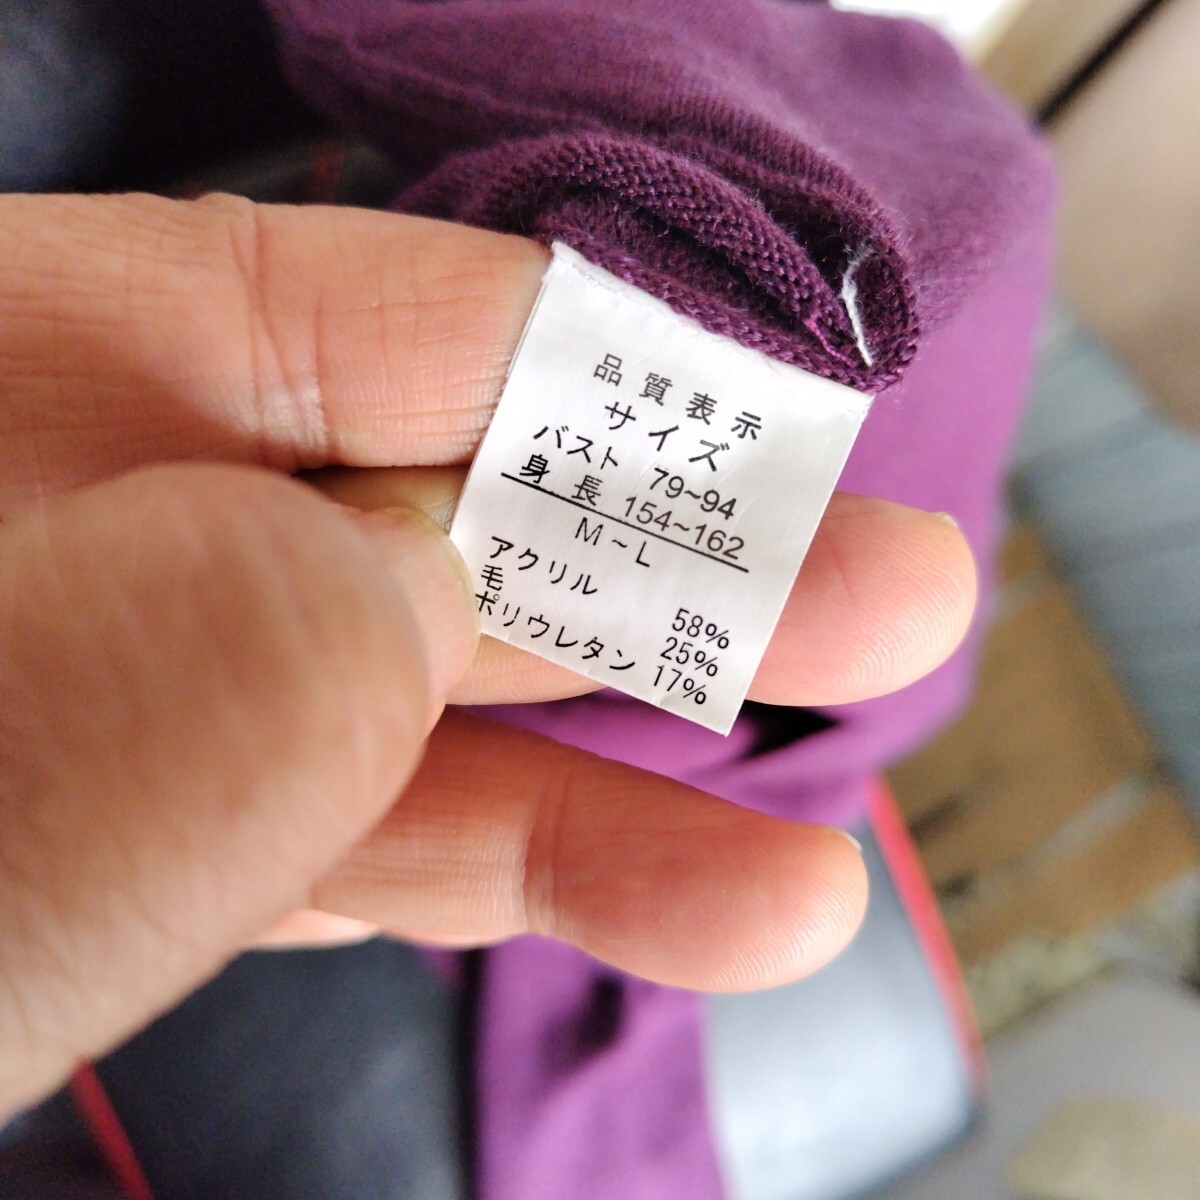 品質表示
サイズ
バスト 79~94
身長 154~162
M~L
アクリル 58%
毛 25%
ポリウレタン 17%